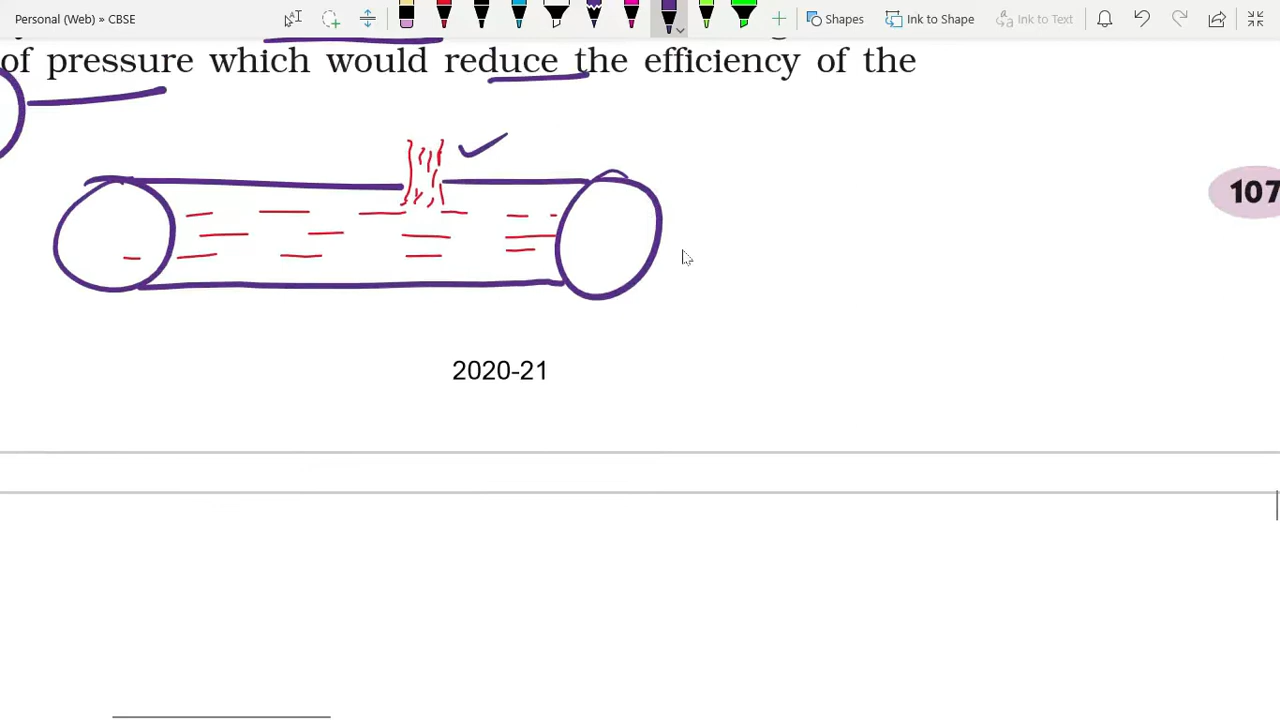 Personal (Web) » CBSE
Shapes
Ink to Shape
Ink to Text
of pressure which would reduce the efficiency of the
107
2020-21